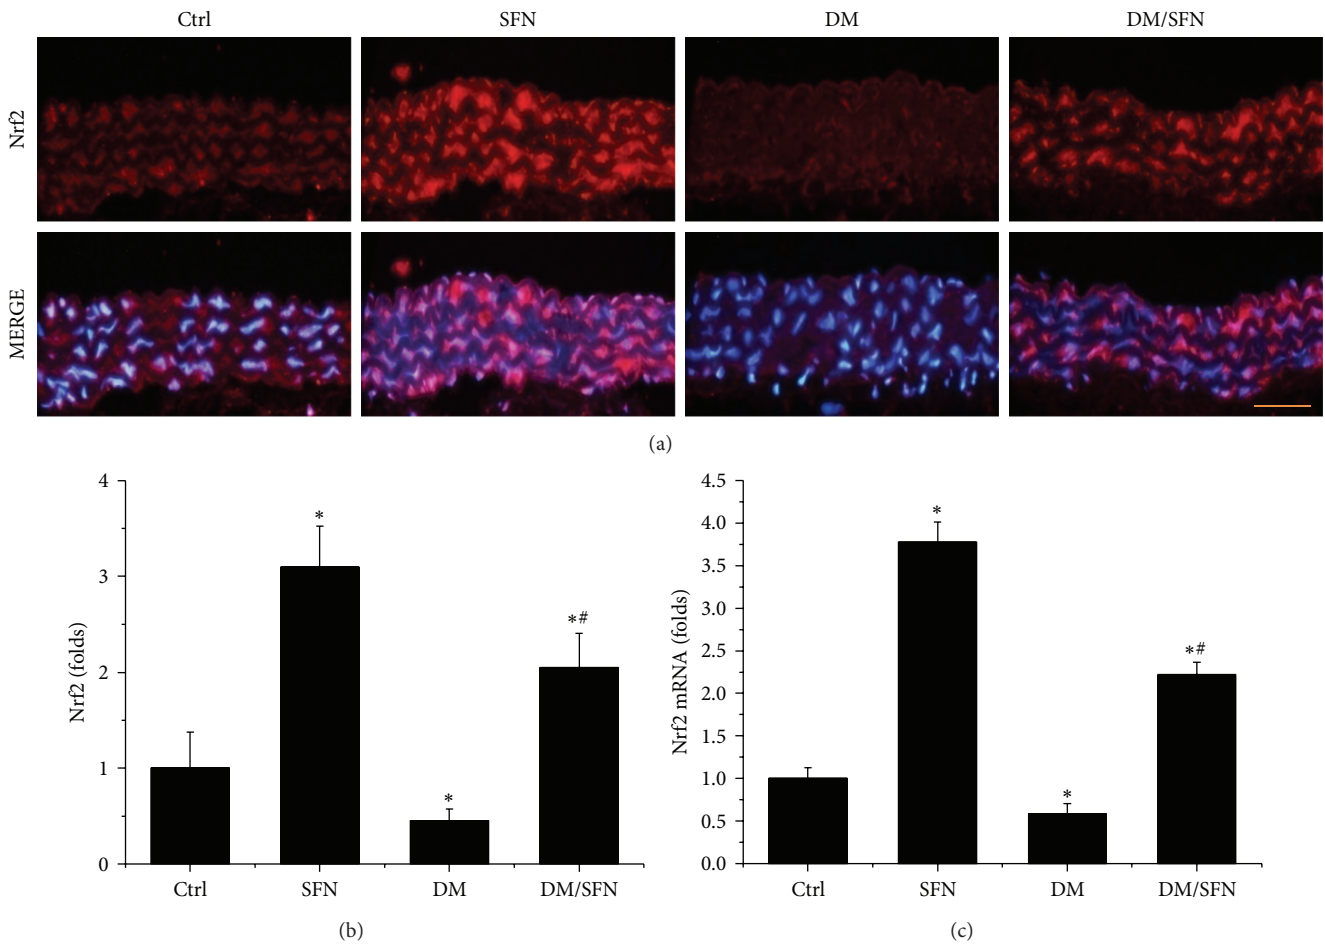 Ctrl SFN DM DM/SFN
Nrf2
MERGE
(a)
Nrf2 (folds)
4
3
2
1
0
*
*
*#
Ctrl SFN DM DM/SFN
(b)
Nrf2 mRNA (folds)
4.5
4.0
3.5
3.0
2.5
2.0
1.5
1.0
0.5
0.0
*
*
*#
Ctrl SFN DM DM/SFN
(c)